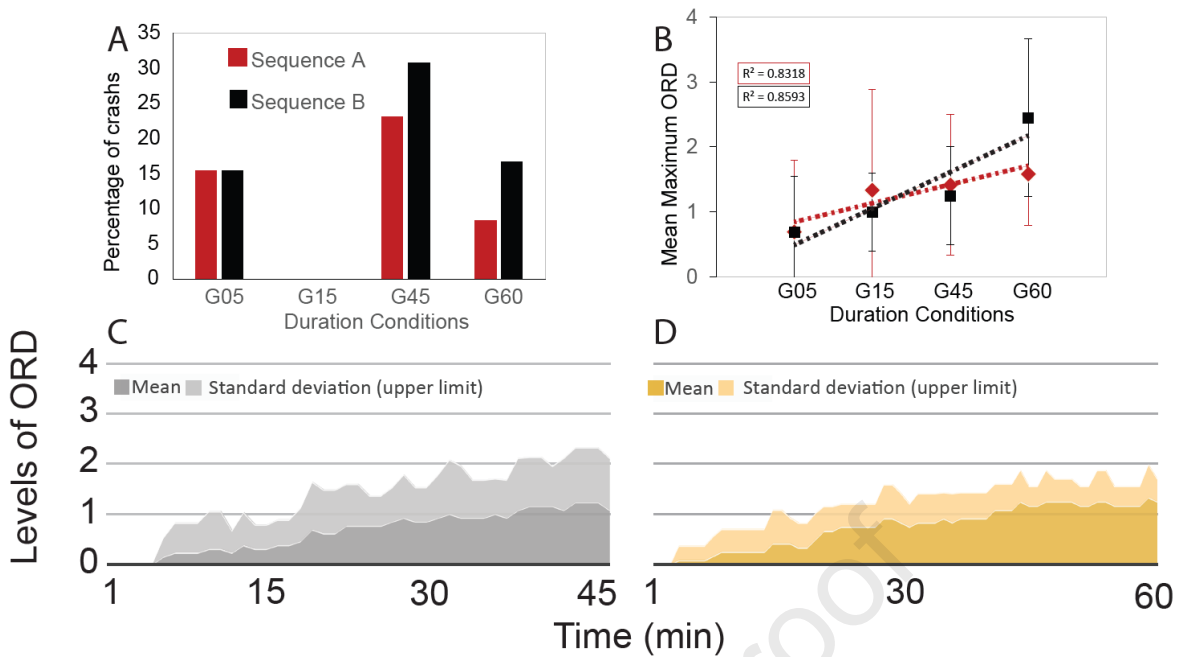 A
Percentage of crashs
35
30
25
20
15
10
5
0
Sequence A
Sequence B
G05 G15 G45 G60
Duration Conditions
B
Mean Maximum ORD
4
3
2
1
0
R² = 0.8318
R² = 0.8593
G05 G15 G45 G60
Duration Conditions
C
Levels of ORD
4
3
2
1
0
Mean Standard deviation (upper limit)
1 15 30 45
D
Mean Standard deviation (upper limit)
1 30 60
Time (min)
roof